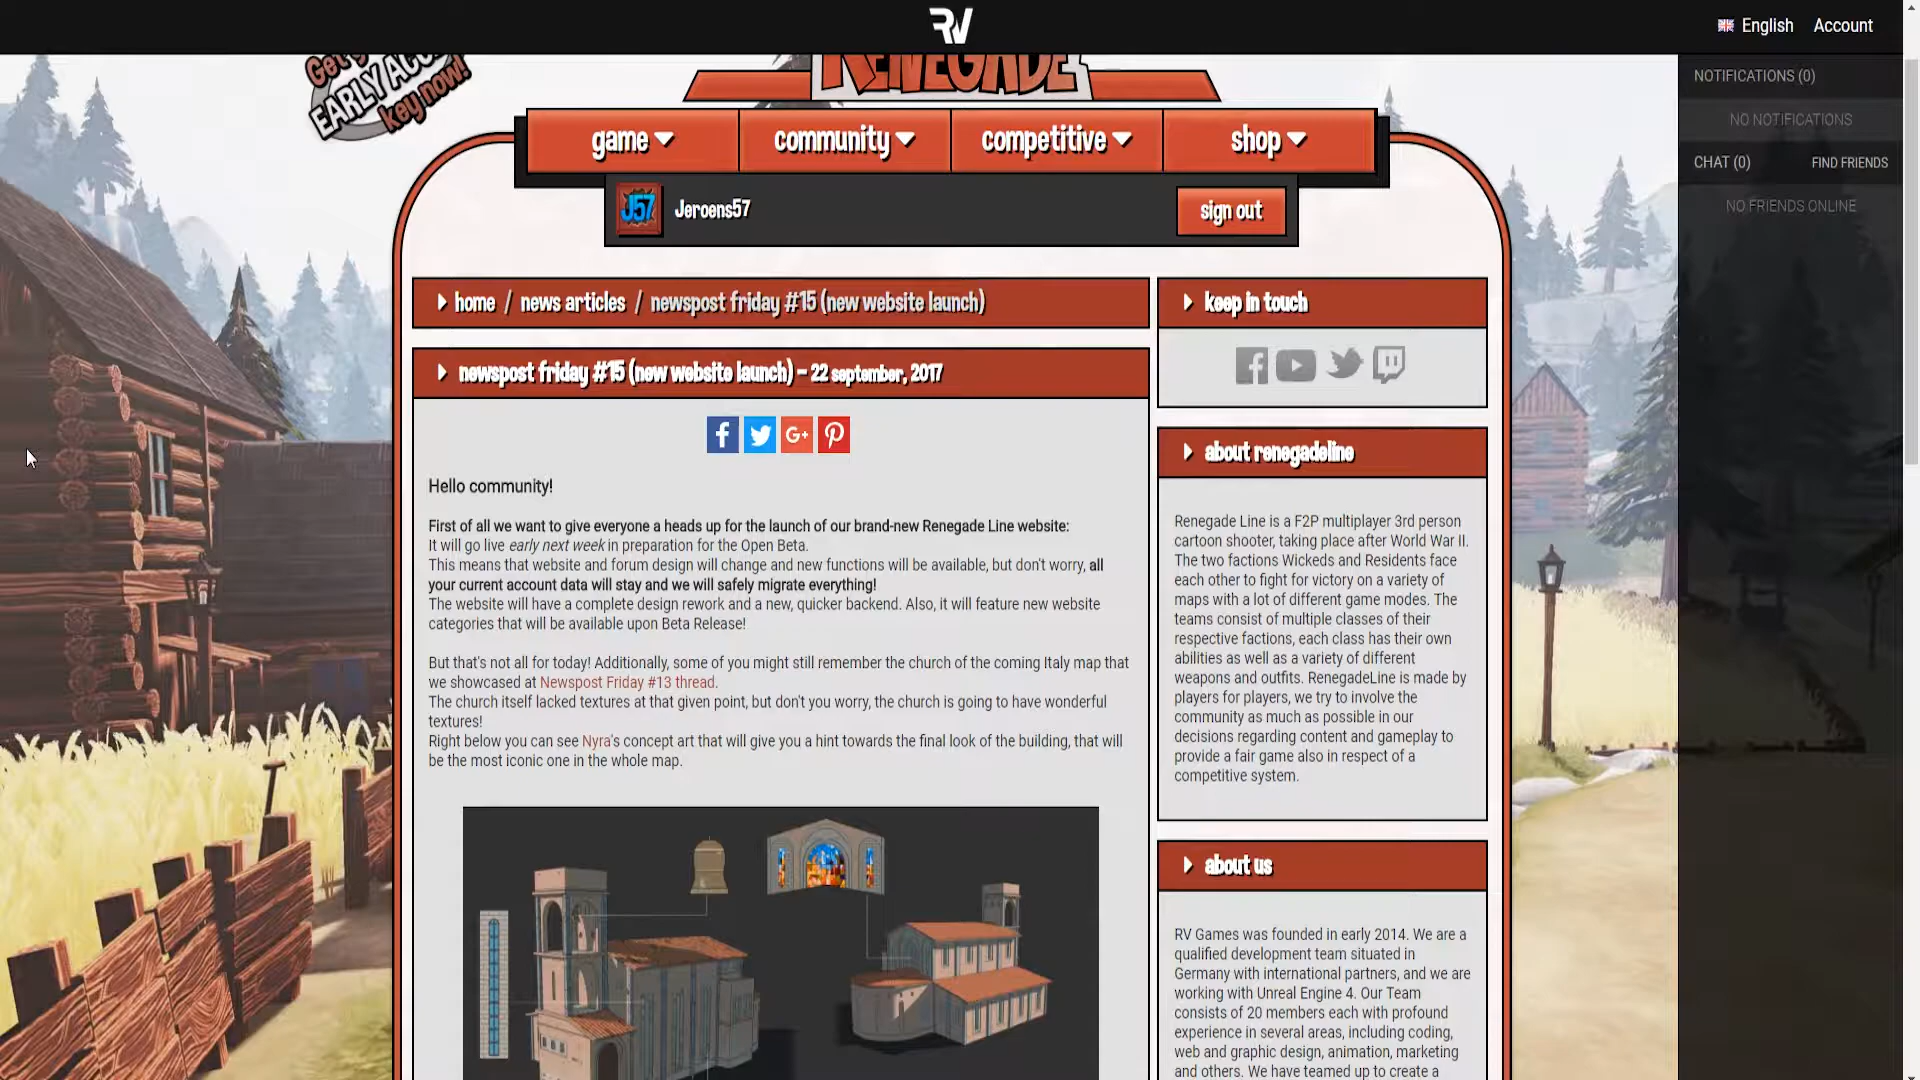 RV
English Account
Get
EARLY ACC
key now!
RENEGADE
game community competitive shop
J57 Jeroens57 sign out
NOTIFICATIONS (0)
NO NOTIFICATIONS
CHAT (0) FIND FRIENDS
NO FRIENDS ONLINE
home / news articles / newspost friday #15 (new website launch)
newspost friday #15 (new website launch) - 22 september, 2017
Hello community!
First of all we want to give everyone a heads up for the launch of our brand-new Renegade Line website:
It will go live early next week in preparation for the Open Beta.
This means that website and forum design will change and new functions will be available, but don't worry, all
your current account data will stay and we will safely migrate everything!
The website will have a complete design rework and a new, quicker backend. Also, it will feature new website
categories that will be available upon Beta Release!
But that's not all for today! Additionally, some of you might still remember the church of the coming Italy map that
we showcased at Newspost Friday #13 thread.
The church itself lacked textures at that given point, but don't you worry, the church is going to have wonderful
textures!
Right below you can see Nyra's concept art that will give you a hint towards the final look of the building, that will
be the most iconic one in the whole map.
keep in touch
about renegadeline
Renegade Line is a F2P multiplayer 3rd person
cartoon shooter, taking place after World War II.
The two factions Wickeds and Residents face
each other to fight for victory on a variety of
maps with a lot of different game modes. The
teams consist of multiple classes of their
respective factions, each class has their own
abilities as well as a variety of different
weapons and outfits. RenegadeLine is made by
players for players, we try to involve the
community as much as possible in our
decisions regarding content and gameplay to
provide a fair game also in respect of a
competitive system.
about us
RV Games was founded in early 2014. We are a
qualified development team situated in
Germany with international partners, and we are
working with Unreal Engine 4. Our Team
consists of 20 members each with profound
experience in several areas, including coding,
web and graphic design, animation, marketing
and others. We have teamed up to create a